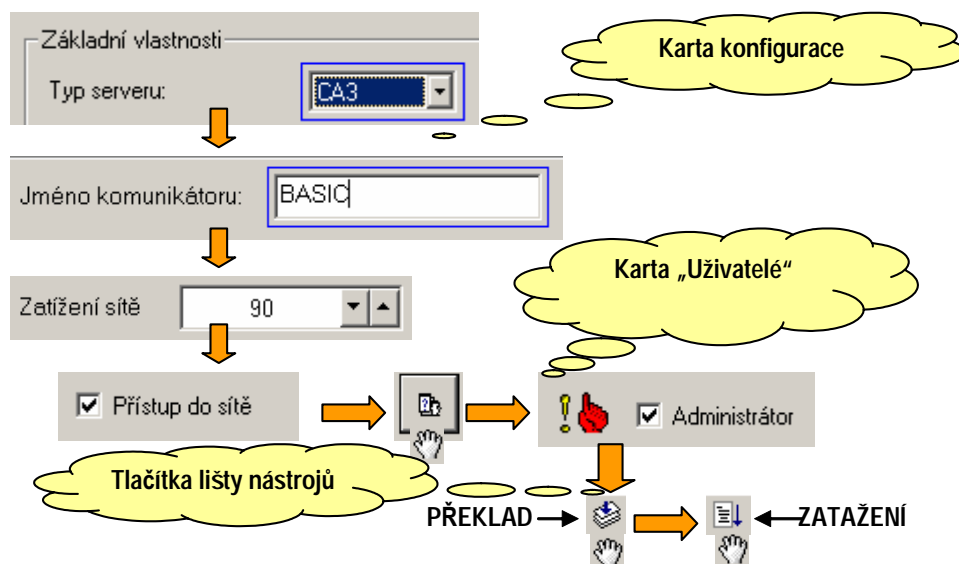 Základní vlastnosti
Karta konfigurace
Typ serveru: CA3
Jméno komunikátoru: BASIC
Karta „Uživatelé“
Zatížení sítě 90
Přístup do sítě
Administrátor
Tlačítka lišty nástrojů
PŘEKLAD
ZATAŽENÍ